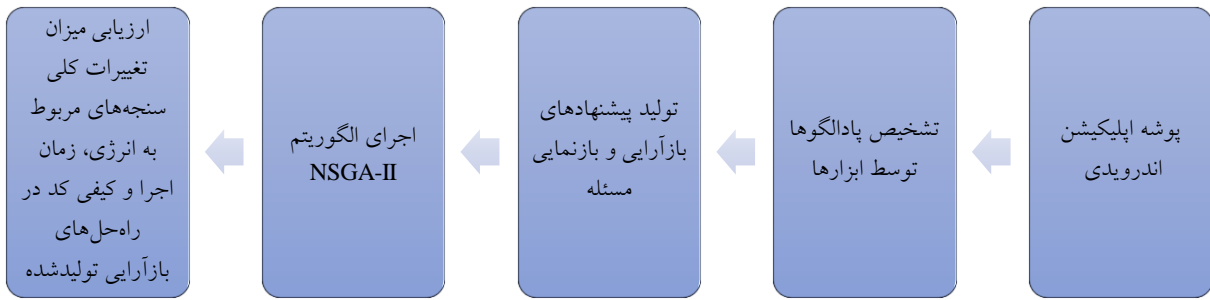 پوشه اپلیکیشن
اندرویدی
تشخیص پادالگوها
توسط ابزارها
تولید پیشنهادهای
بازآرایی و بازنمایی
مسئله
اجرای الگوریتم
NSGA-II
ارزیابی میزان
تغییرات کلی
سنجه‌های مربوط
به انرژی، زمان
اجرا و کیفی کد در
راه‌حل‌های
بازآرایی تولیدشده